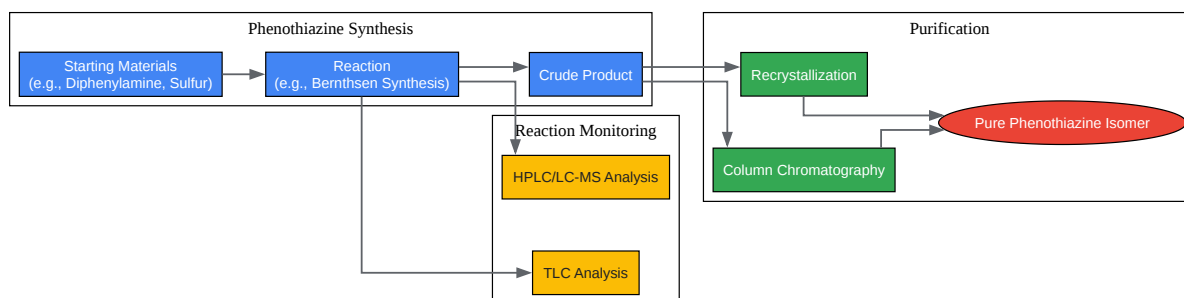 Phenothiazine Synthesis
Starting Materials
(e.g., Diphenylamine, Sulfur)
Reaction
(e.g., Bernthsen Synthesis)
Crude Product
Purification
Recrystallization
Pure Phenothiazine Isomer
Column Chromatography
Reaction Monitoring
HPLC/LC-MS Analysis
TLC Analysis